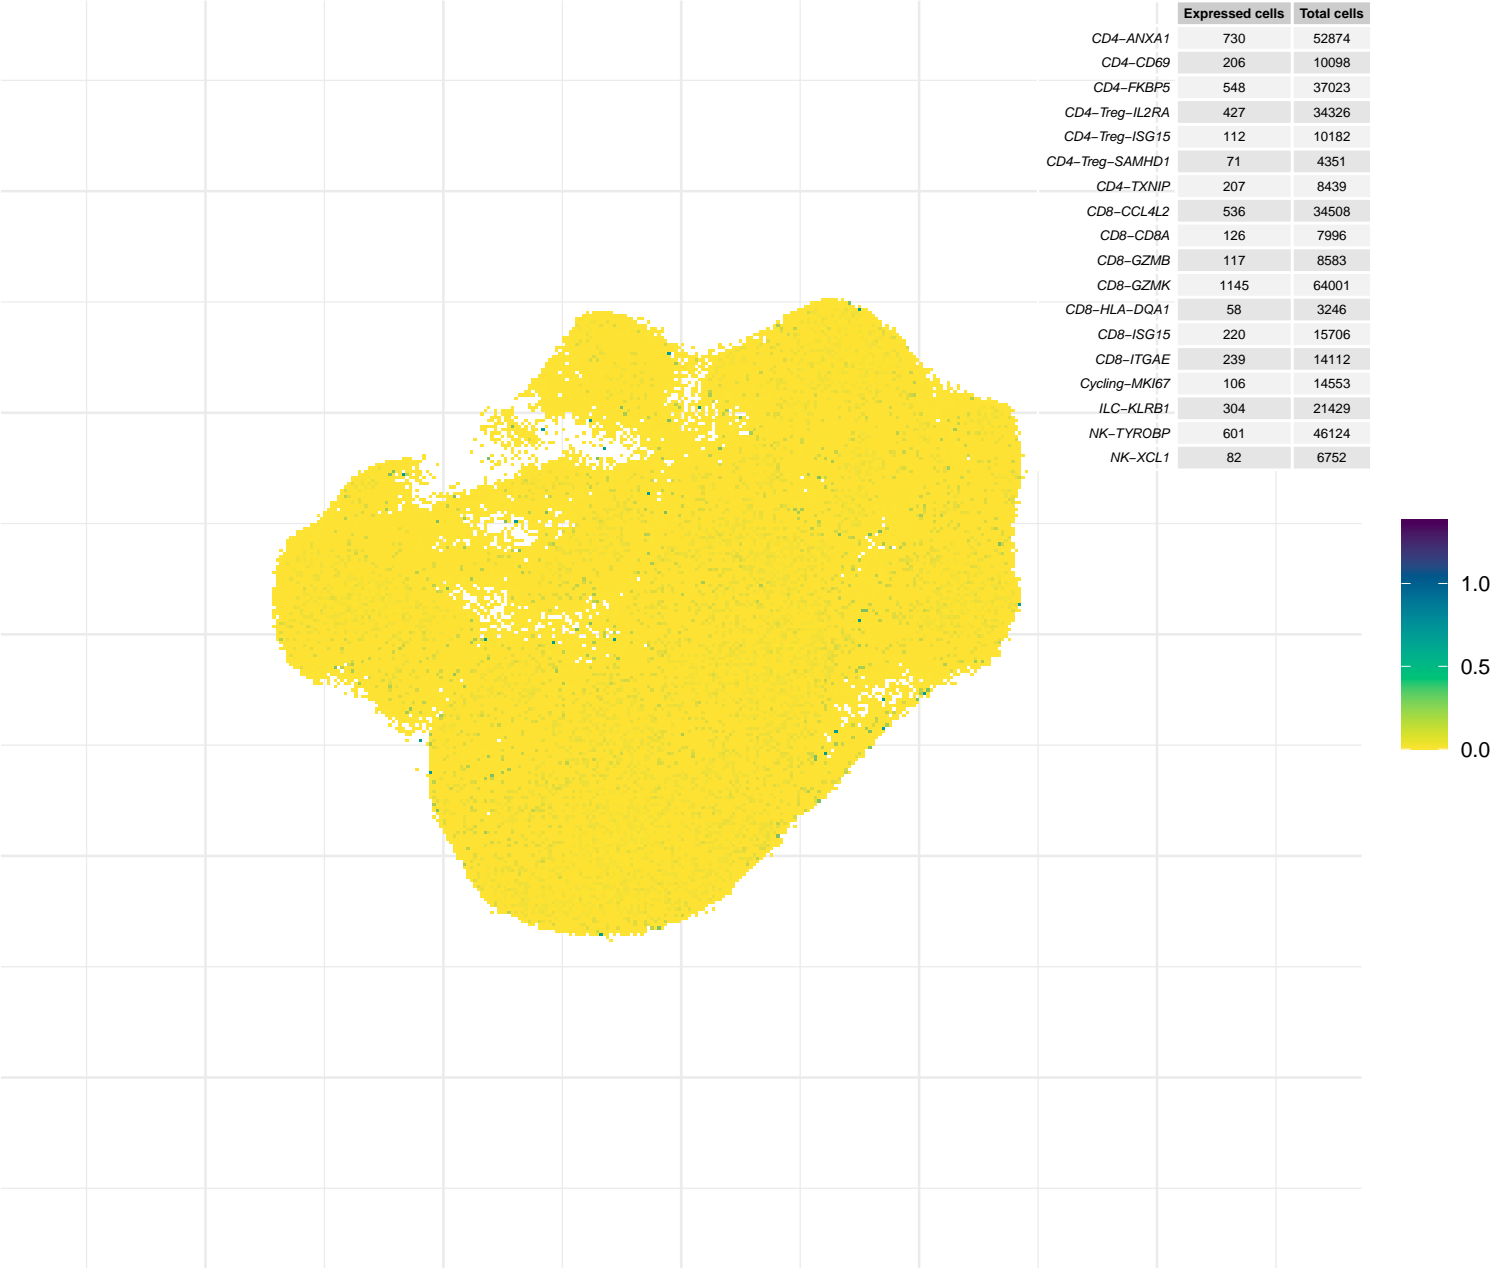 Expressed cells Total cells
CD4−ANXA1 730 52874
CD4−CD69 206 10098
CD4−FKBP5 548 37023
CD4−Treg−IL2RA 427 34326
CD4−Treg−ISG15 112 10182
CD4−Treg−SAMHD1 71 4351
CD4−TXNIP 207 8439
CD8−CCL4L2 536 34508
CD8−CD8A 126 7996
CD8−GZMB 117 8583
CD8−GZMK 1145 64001
CD8−HLA−DQA1 58 3246
CD8−ISG15 220 15706
CD8−ITGAE 239 14112
Cycling−MKI67 106 14553
ILC−KLRB1 304 21429
NK−TYROBP 601 46124
NK−XCL1 82 6752
1.0
0.5
0.0